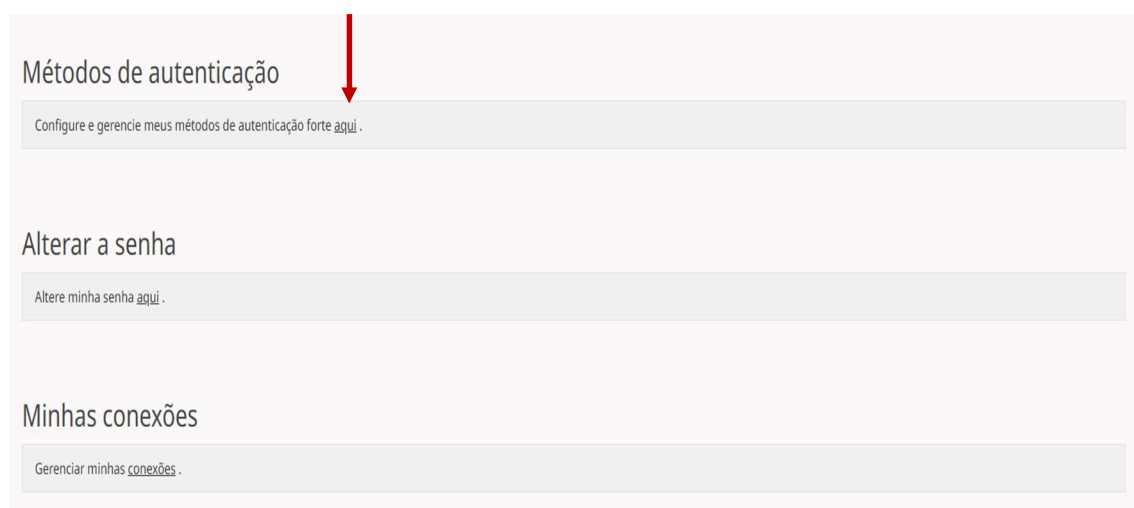 Métodos de autenticação
Configure e gerencie meus métodos de autenticação forte aqui .
Alterar a senha
Altere minha senha aqui .
Minhas conexões
Gerenciar minhas conexões .